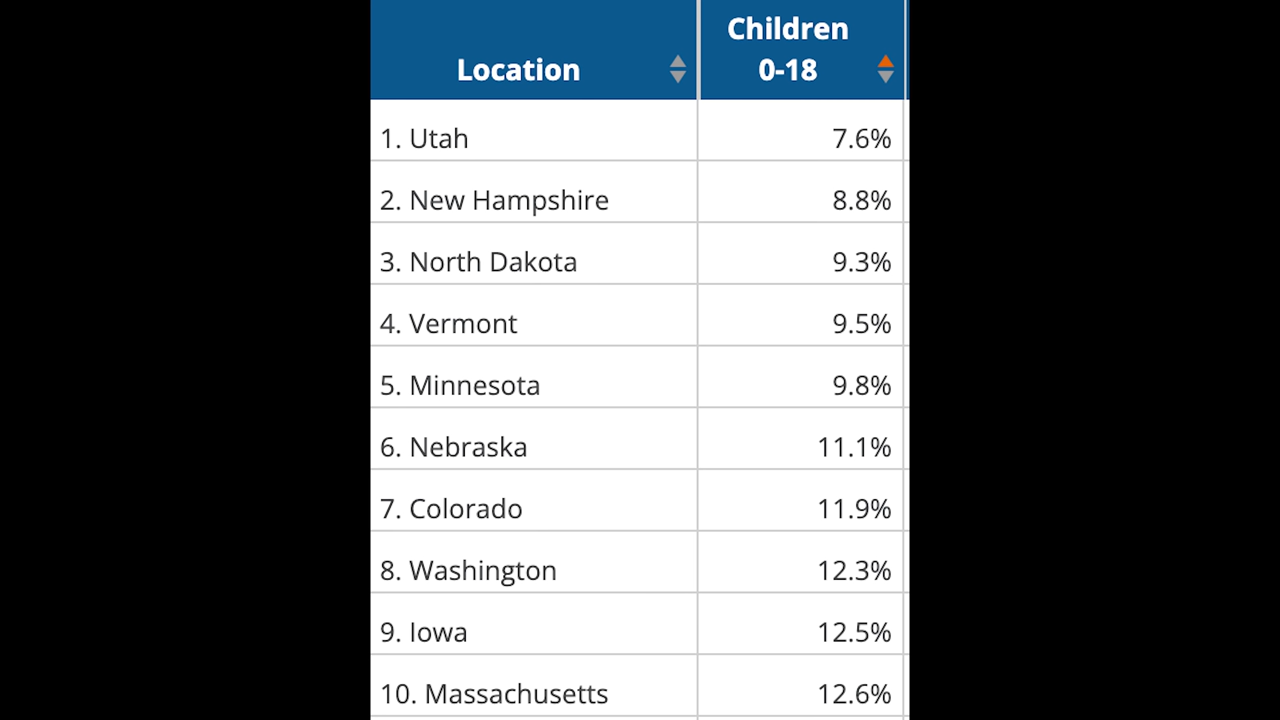 Location Children 0-18
1. Utah 7.6%
2. New Hampshire 8.8%
3. North Dakota 9.3%
4. Vermont 9.5%
5. Minnesota 9.8%
6. Nebraska 11.1%
7. Colorado 11.9%
8. Washington 12.3%
9. Iowa 12.5%
10. Massachusetts 12.6%